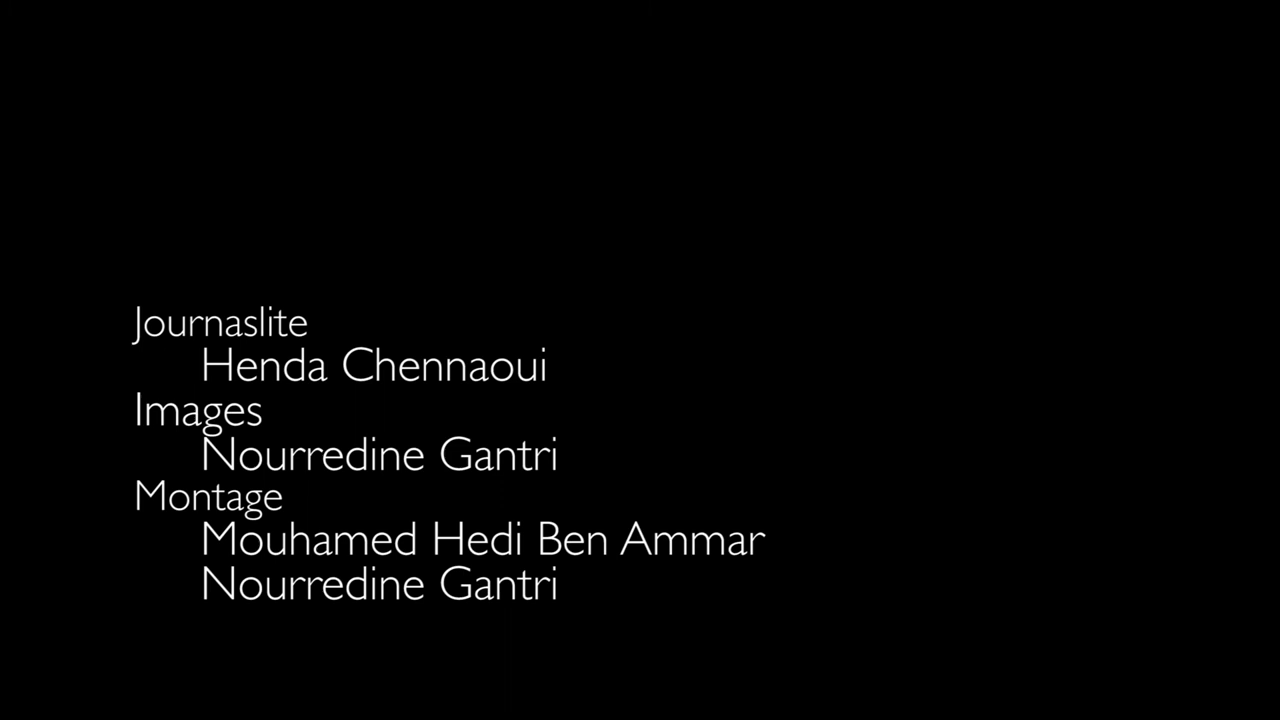 Journaslite
Henda Chennaoui
Images
Nourredine Gantri
Montage
Mouhamed Hedi Ben Ammar
Nourredine Gantri